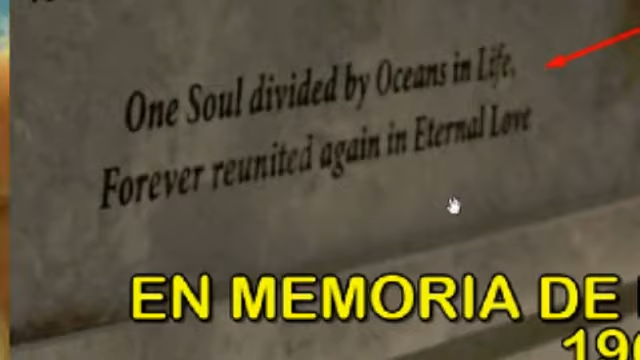 One Soul divided by Oceans in Life,
Forever reunited again in Eternal Love
EN MEMORIA DE